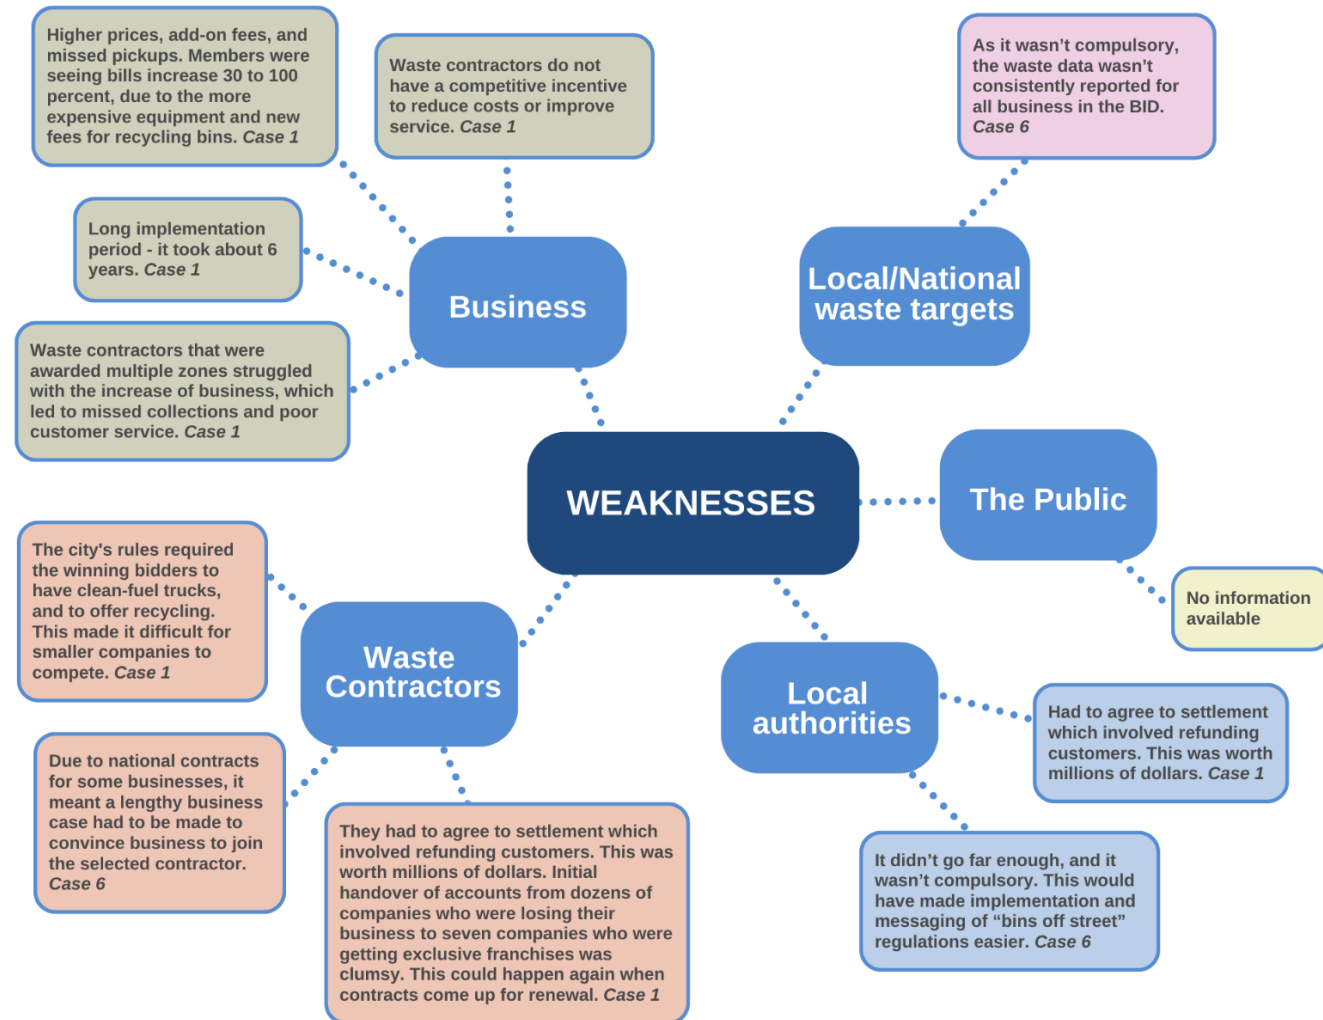 Higher prices, add-on fees, and
missed pickups. Members were
seeing bills increase 30 to 100
percent, due to the more
expensive equipment and new
fees for recycling bins. Case 1
Waste contractors do not
have a competitive incentive
to reduce costs or improve
service. Case 1
As it wasn’t compulsory,
the waste data wasn’t
consistently reported for
all business in the BID.
Case 6
Long implementation
period - it took about 6
years. Case 1
Business
Local/National
waste targets
Waste contractors that were
awarded multiple zones struggled
with the increase of business, which
led to missed collections and poor
customer service. Case 1
WEAKNESSES
The Public
No information
available
The city's rules required
the winning bidders to
have clean-fuel trucks,
and to offer recycling.
This made it difficult for
smaller companies to
compete. Case 1
Waste
Contractors
Local
authorities
Had to agree to settlement
which involved refunding
customers. This was worth
millions of dollars. Case 1
Due to national contracts
for some businesses, it
meant a lengthy business
case had to be made to
convince business to join
the selected contractor.
Case 6
They had to agree to settlement which
involved refunding customers. This was
worth millions of dollars. Initial
handover of accounts from dozens of
companies who were losing their
business to seven companies who were
getting exclusive franchises was
clumsy. This could happen again when
contracts come up for renewal. Case 1
It didn’t go far enough, and it
wasn’t compulsory. This would
have made implementation and
messaging of “bins off street”
regulations easier. Case 6